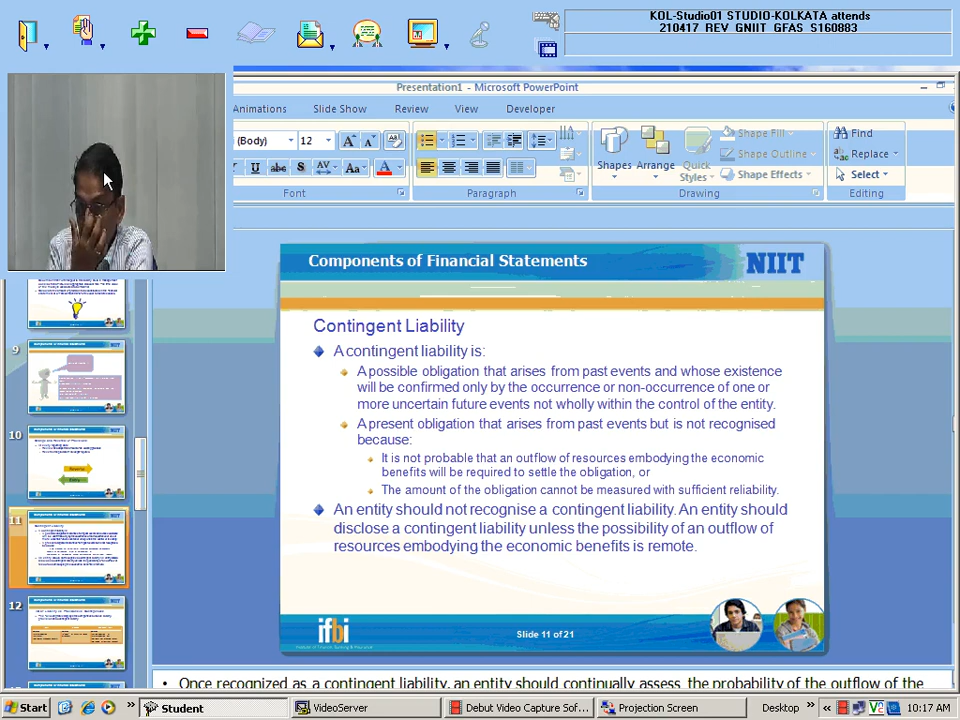 KOL-Studio01 STUDIO-KOLKATA attends
210417_REV_GNIIT_GFAS_S160883
Presentation1 - Microsoft PowerPoint
Animations Slide Show Review View Developer
(Body) 12
Shapes Arrange Quick Styles
Shape Fill
Shape Outline
Shape Effects
Find
Replace
Select
Font Paragraph Drawing Editing
Components of Financial Statements
NIIT
Contingent Liability
A contingent liability is:
A possible obligation that arises from past events and whose existence
will be confirmed only by the occurrence or non-occurrence of one or
more uncertain future events not wholly within the control of the entity.
A present obligation that arises from past events but is not recognised
because:
It is not probable that an outflow of resources embodying the economic
benefits will be required to settle the obligation, or
The amount of the obligation cannot be measured with sufficient reliability.
An entity should not recognise a contingent liability. An entity should
disclose a contingent liability unless the possibility of an outflow of
resources embodying the economic benefits is remote.
ifbi
Institute of Finance Banking & Insurance
Slide 11 of 21
9
10
11
12
• Once recognized as a contingent liability, an entity should continually assess the probability of the outflow of the
Start Student VideoServer Debut Video Capture Sof... Projection Screen Desktop 10:17 AM